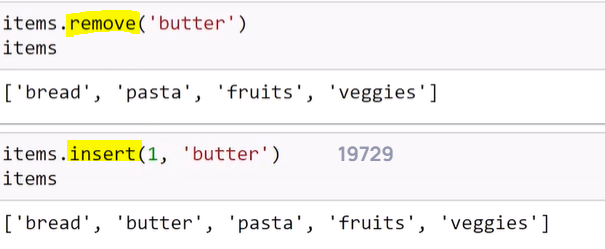 items.remove('butter')
items
['bread', 'pasta', 'fruits', 'veggies']
items.insert(1, 'butter') 19729
items
['bread', 'butter', 'pasta', 'fruits', 'veggies']